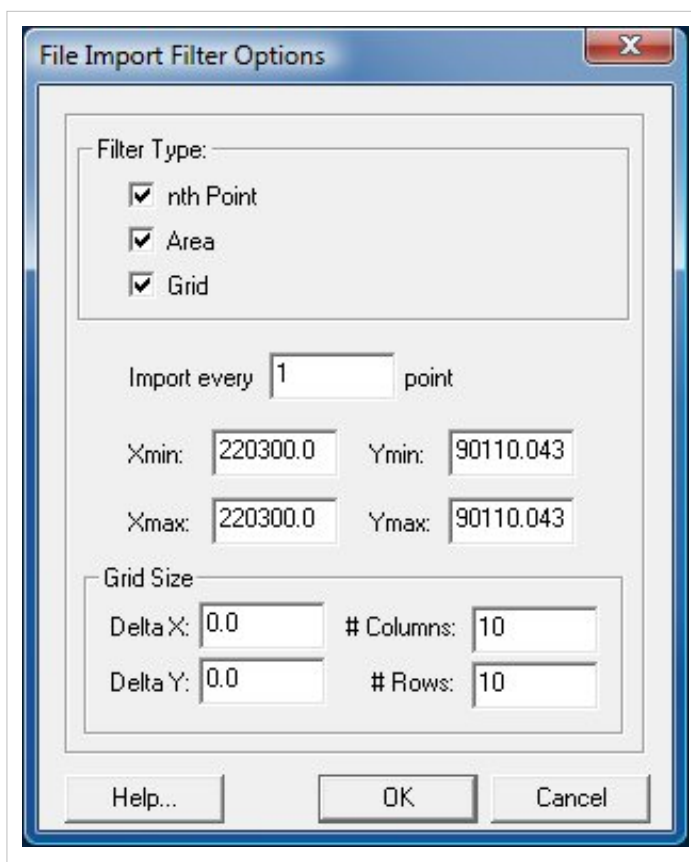 File Import Filter Options
Filter Type:
nth Point
Area
Grid
Import every 1 point
Xmin: 220300.0 Ymin: 90110.043
Xmax: 220300.0 Ymax: 90110.043
Grid Size
Delta X: 0.0 # Columns: 10
Delta Y: 0.0 # Rows: 10
Help... OK Cancel